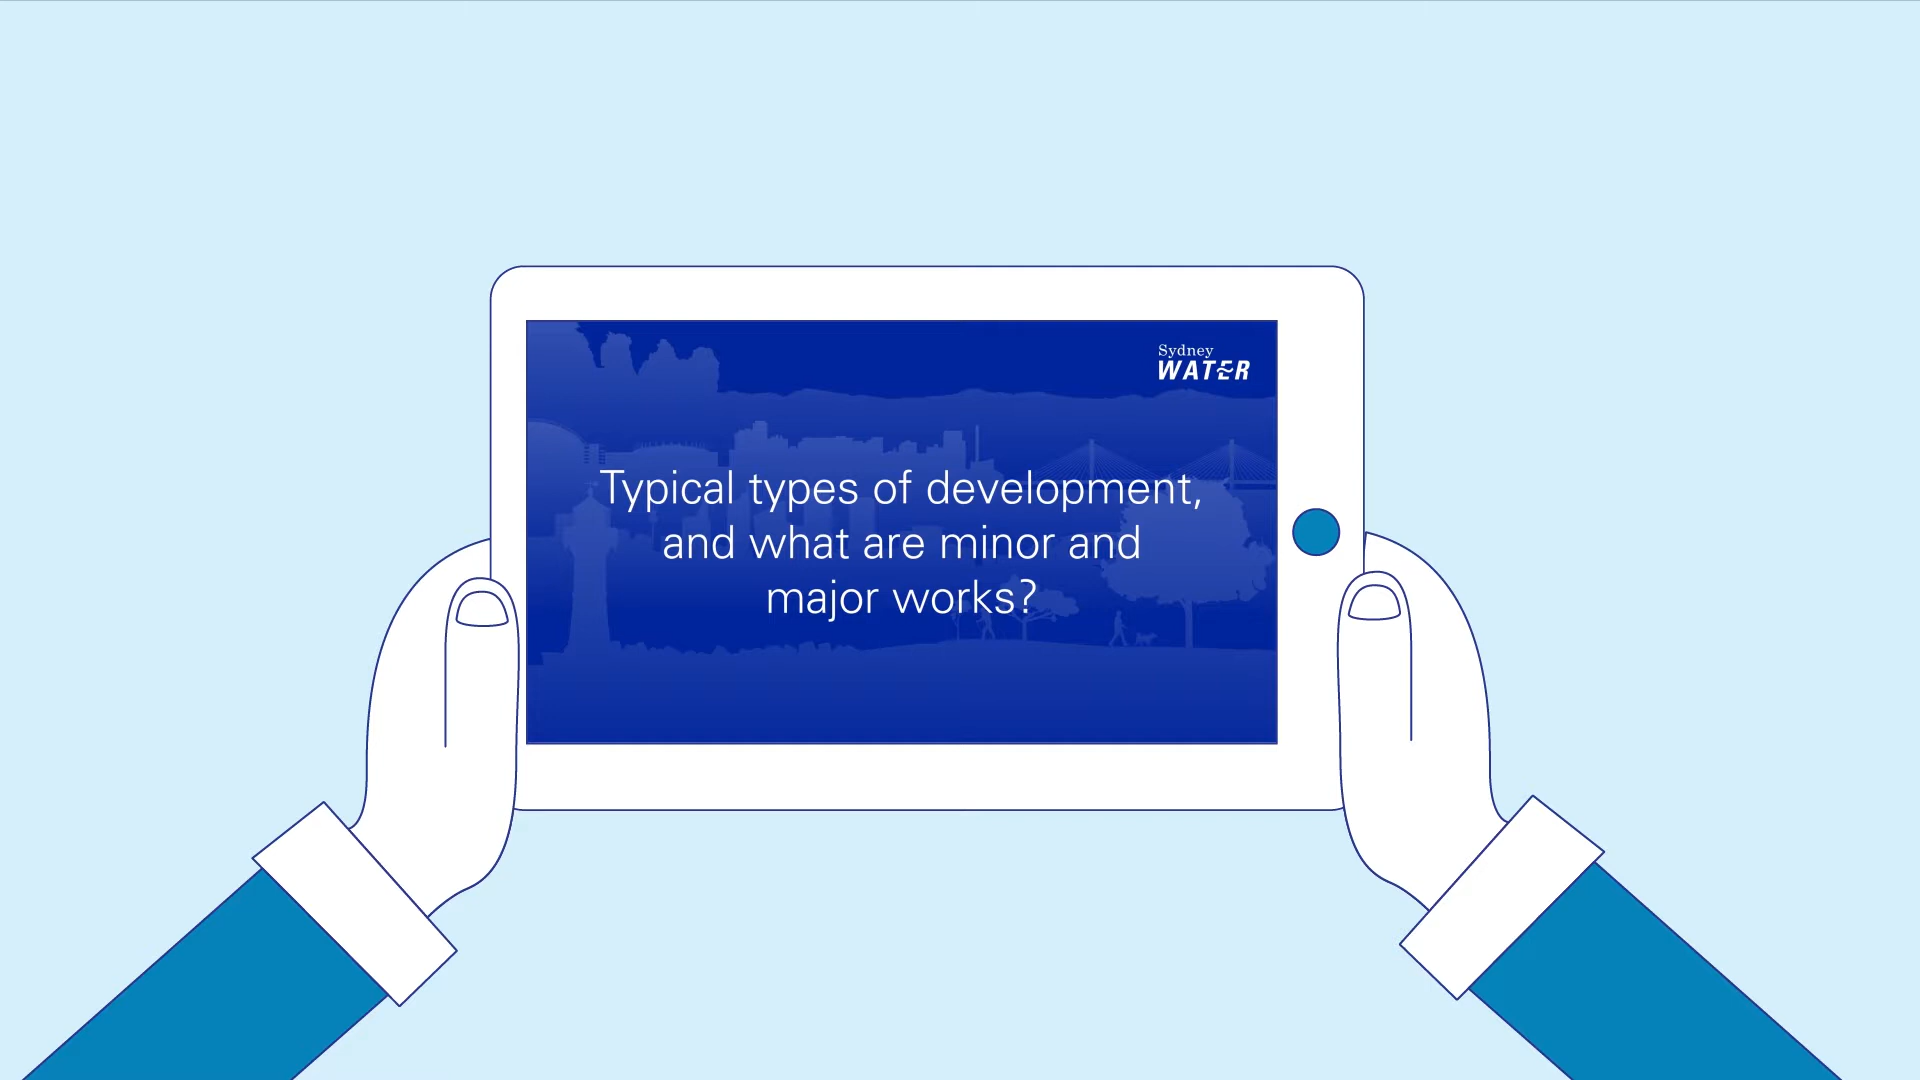 Sydney
WATER
Typical types of development,
and what are minor and
major works?